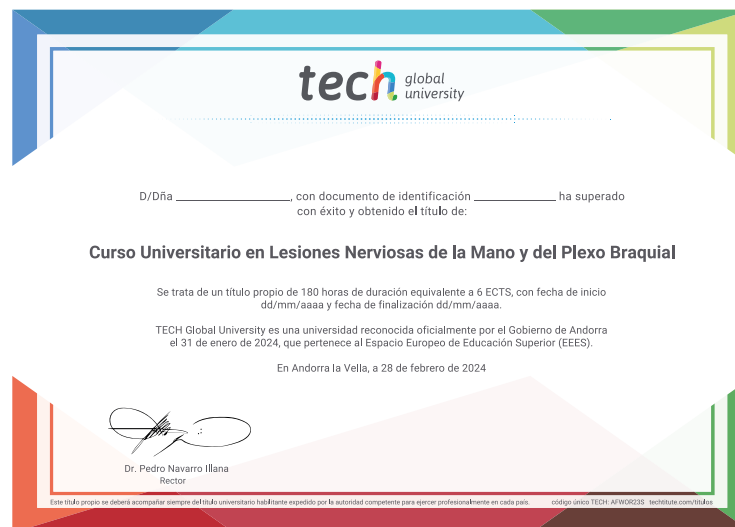 tech global university
D/Dña ____________, con documento de identificación ____________ ha superado
con éxito y obtenido el título de:
Curso Universitario en Lesiones Nerviosas de la Mano y del Plexo Braquial
Se trata de un título propio de 180 horas de duración equivalente a 6 ECTS, con fecha de inicio
dd/mm/aaaa y fecha de finalización dd/mm/aaaa.
TECH Global University es una universidad reconocida oficialmente por el Gobierno de Andorra
el 31 de enero de 2024, que pertenece al Espacio Europeo de Educación Superior (EEES).
En Andorra la Vella, a 28 de febrero de 2024
Dr. Pedro Navarro Illana
Rector
Este título propio se deberá acompañar siempre del título universitario habilitante expedido por la autoridad competente para ejercer profesionalmente en cada país. código único TECH: AFWOR23S techtitute.com/titulos